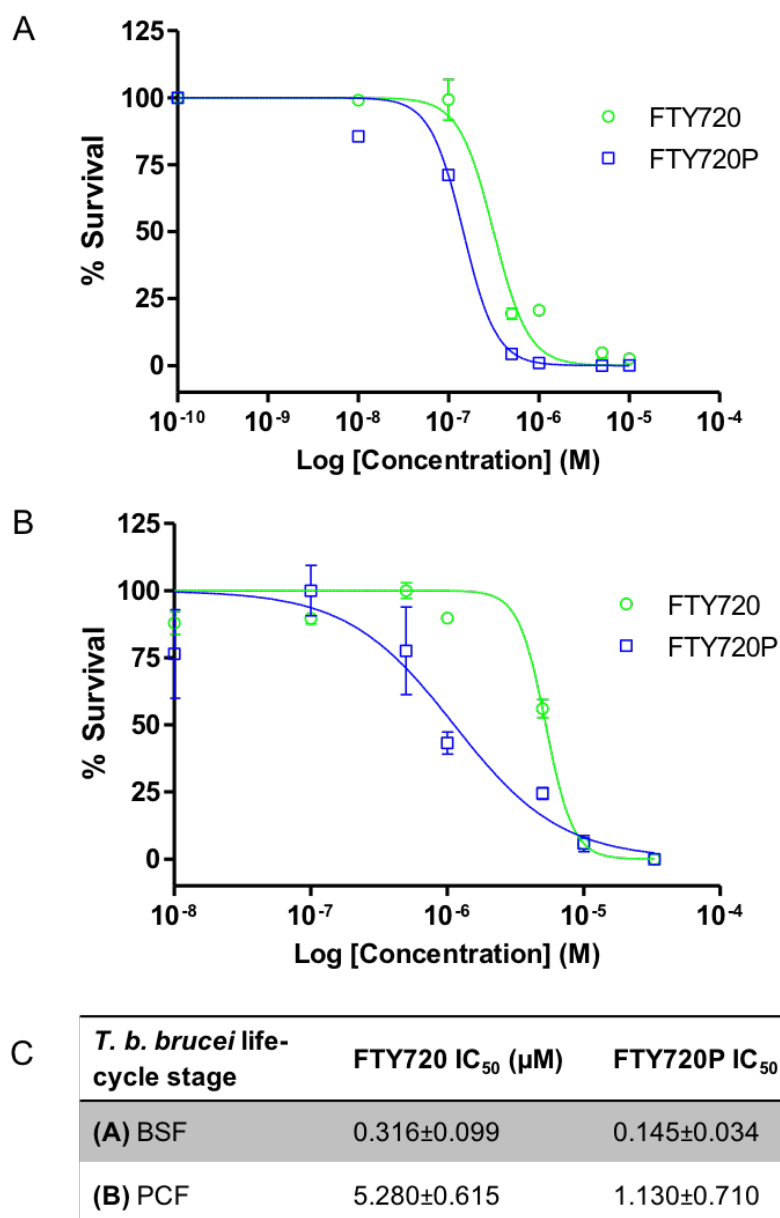 A
125
100
75
50
25
0
% Survival
FTY720
FTY720P
10⁻¹⁰ 10⁻⁹ 10⁻⁸ 10⁻⁷ 10⁻⁶ 10⁻⁵ 10⁻⁴
Log [Concentration] (M)
B
125
100
75
50
25
0
% Survival
FTY720
FTY720P
10⁻⁸ 10⁻⁷ 10⁻⁶ 10⁻⁵ 10⁻⁴
Log [Concentration] (M)
C
T. b. brucei life-
cycle stage
FTY720 IC₅₀ (µM) FTY720P IC₅₀
(A) BSF 0.316±0.099 0.145±0.034
(B) PCF 5.280±0.615 1.130±0.710